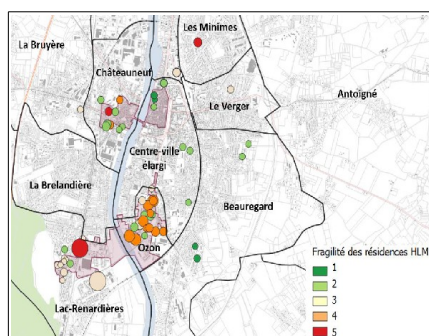 La Bruyère
Les Minimes
Châteauneuf
Antoigné
Le Verger
Centre-ville
élargi
La Brelandière
Beauregard
Ozon
Lac-Renardières
Fragilité des résidences HLM
1
2
3
4
5